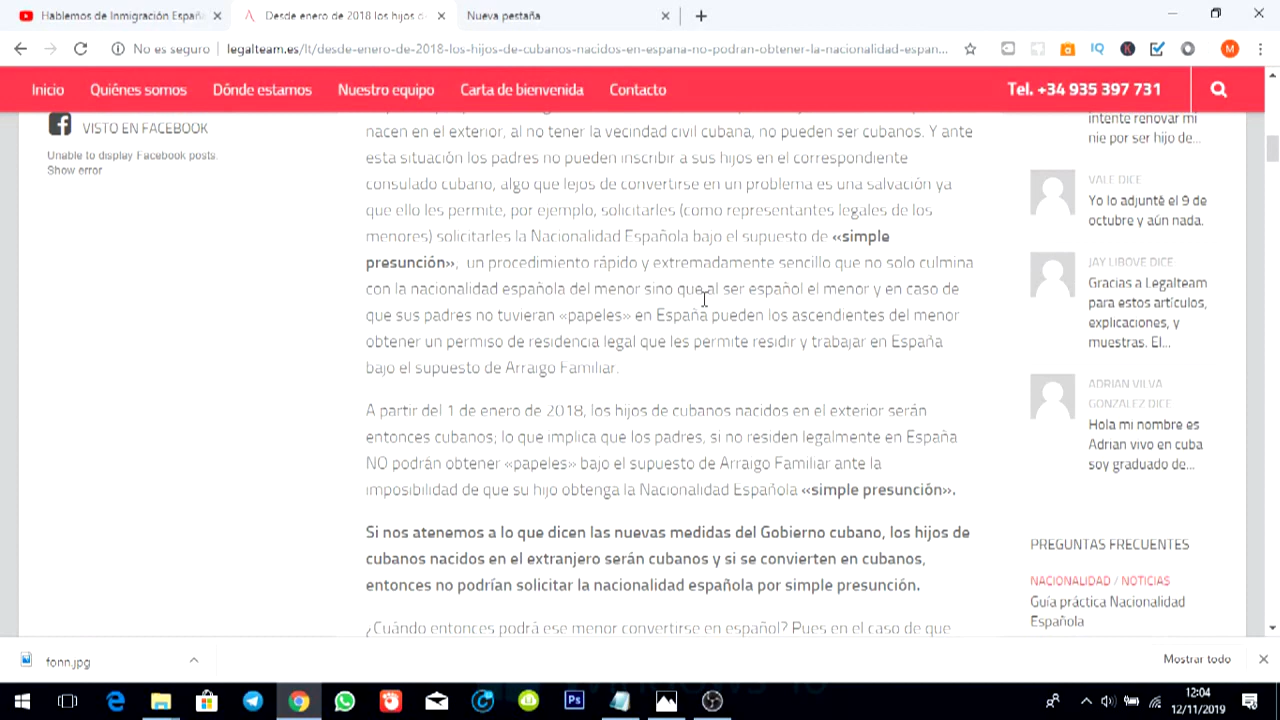 Hablemos de Inmigración Españ
Desde enero de 2018 los hijos d
Nueva pestaña
No es seguro
legalteam.es/lt/desde-enero-de-2018-los-hijos-de-cubanos-nacidos-en-espana-no-podran-obtener-la-nacionalidad-espan...
IQ
K
M
Inicio
Quiénes somos
Dónde estamos
Nuestro equipo
Carta de bienvenida
Contacto
Tel. +34 935 397 731
VISTO EN FACEBOOK
Unable to display Facebook posts.
Show error
nacen en el exterior, al no tener la vecindad civil cubana, no pueden ser cubanos. Y ante
esta situación los padres no pueden inscribir a sus hijos en el correspondiente
consulado cubano, algo que lejos de convertirse en un problema es una salvación ya
que ello les permite, por ejemplo, solicitarles (como representantes legales de los
menores) solicitarles la Nacionalidad Española bajo el supuesto de «simple
presunción», un procedimiento rápido y extremadamente sencillo que no solo culmina
con la nacionalidad española del menor sino que al ser español el menor y en caso de
que sus padres no tuvieran «papeles» en España pueden los ascendientes del menor
obtener un permiso de residencia legal que les permite residir y trabajar en España
bajo el supuesto de Arraigo Familiar.
A partir del 1 de enero de 2018, los hijos de cubanos nacidos en el exterior serán
entonces cubanos; lo que implica que los padres, si no residen legalmente en España
NO podrán obtener «papeles» bajo el supuesto de Arraigo Familiar ante la
imposibilidad de que su hijo obtenga la Nacionalidad Española «simple presunción».
Si nos atenemos a lo que dicen las nuevas medidas del Gobierno cubano, los hijos de
cubanos nacidos en el extranjero serán cubanos y si se convierten en cubanos,
entonces no podrían solicitar la nacionalidad española por simple presunción.
¿Cuándo entonces podrá ese menor convertirse en español? Pues en el caso de que
intente renovar mi
nie por ser hijo de...
VALE DICE
Yo lo adjunté el 9 de
octubre y aún nada.
JAY LIBOVE DICE
Gracias a Legalteam
para estos artículos,
explicaciones, y
muestras. El...
ADRIAN VILVA
GONZALEZ DICE
Hola mi nombre es
Adrian vivo en cuba
soy graduado de...
PREGUNTAS FRECUENTES
NACIONALIDAD / NOTICIAS
Guía práctica Nacionalidad
Española
fonn.jpg
Mostrar todo
Ps
12:04
12/11/2019